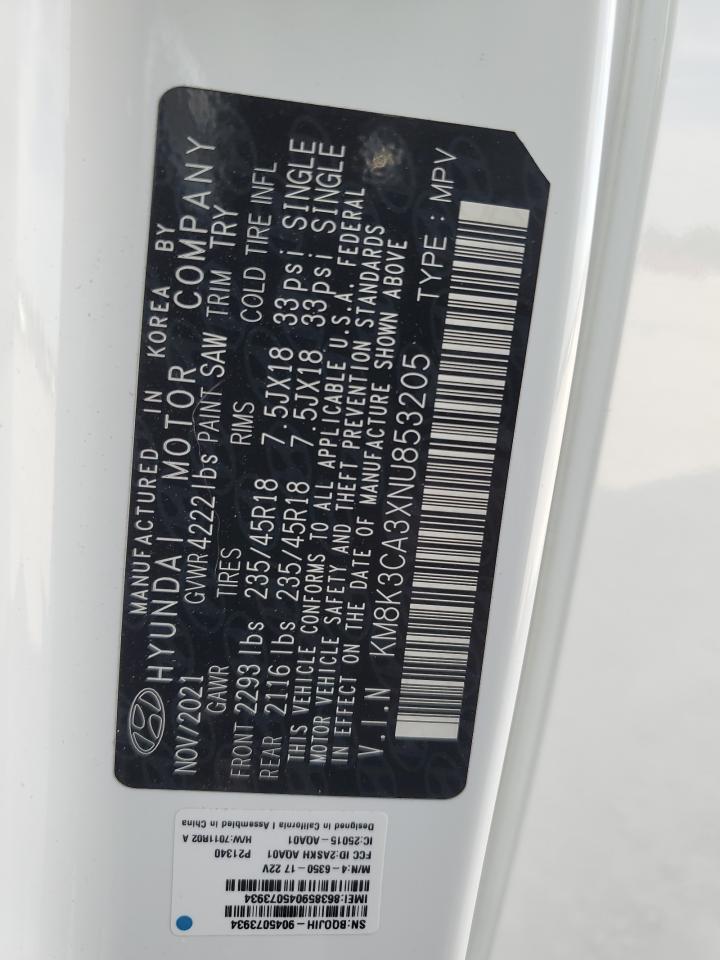 MANUFACTURED IN KOREA BY
HYUNDAI MOTOR COMPANY
NOV/2021 GVWR 4222 lbs PAINT SAW TRIM TRY
GAWR TIRES RIMS COLD TIRE INFL
FRONT 2293 lbs 235/45R18 7.5JX18 33psi SINGLE
REAR 2116 lbs 235/45R18 7.5JX18 33psi SINGLE
THIS VEHICLE CONFORMS TO ALL APPLICABLE U.S.A. FEDERAL
MOTOR VEHICLE SAFETY AND THEFT PREVENTION STANDARDS
IN EFFECT ON THE DATE OF MANUFACTURE SHOWN ABOVE
V.I.N KM8K3CA3XNU853205 TYPE : MPV
SN:BQOJIH-9045073934
IMEI:863859045073934
M/N:4-6350-17 22V
FCC ID:2ASKH AQA01 P21340
IC:25015-AQA01 H/W:7011R02 A
Designed in California I Assembled in China